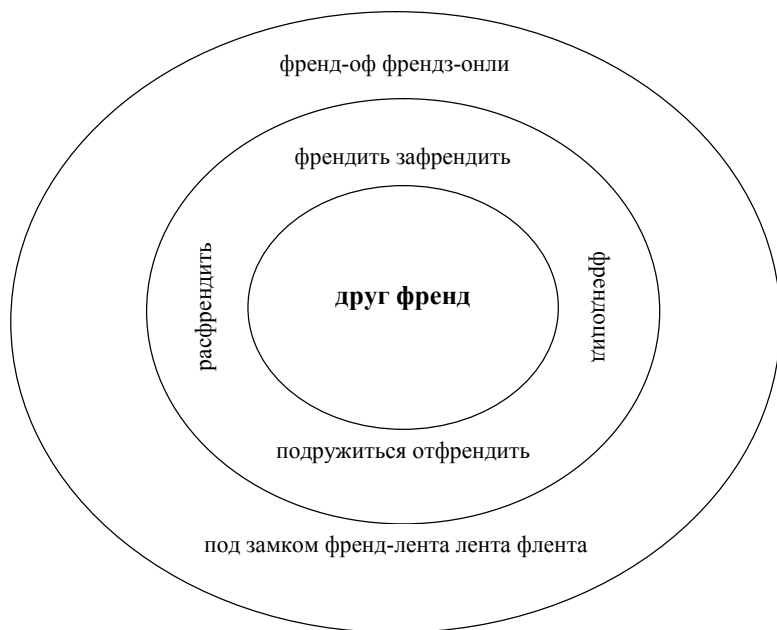 френд-оф френдз-онли
френдить зафрендить
расфрендить
френдоцид
друг френд
подружиться отфрендить
под замком френд-лента лента флента